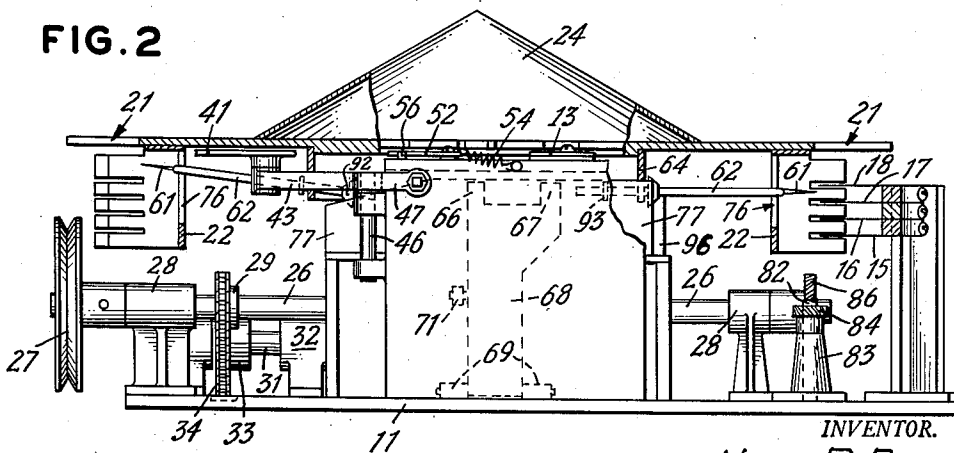 FIG.2
24
21 41 56 52 54 13 21
92 64 62 61 18 17
61 62 43 47 66 67 93 77 76
76 22 77 46 96 22 16 15
28 29 26 68 26 82 86
71 28 84
27 32 83
31 69
34 33 11
INVENTOR.